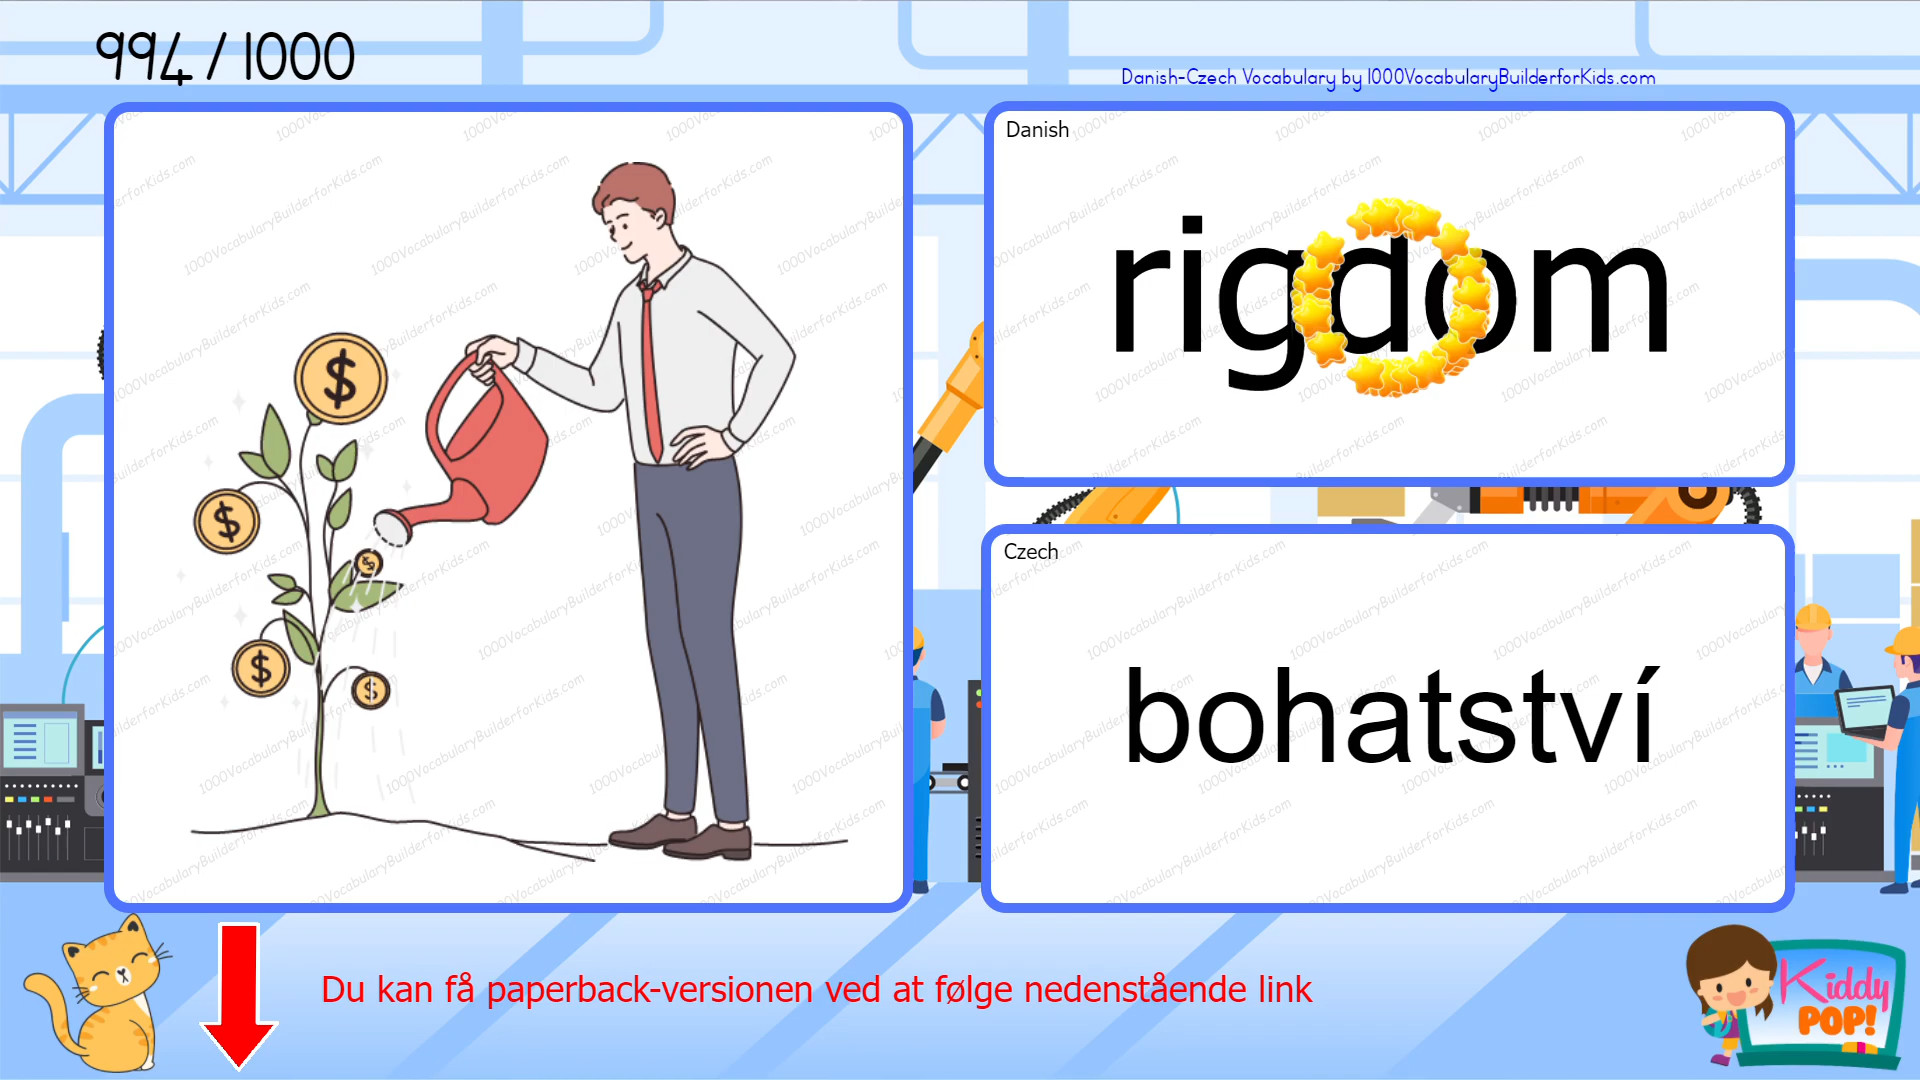 994/1000
Danish-Czech Vocabulary by 1000VocabularyBuilderforKids.com
Danish
rigdom
Czech
bohatství
Du kan få paperback-versionen ved at følge nedenstående link
Kiddy
POP!